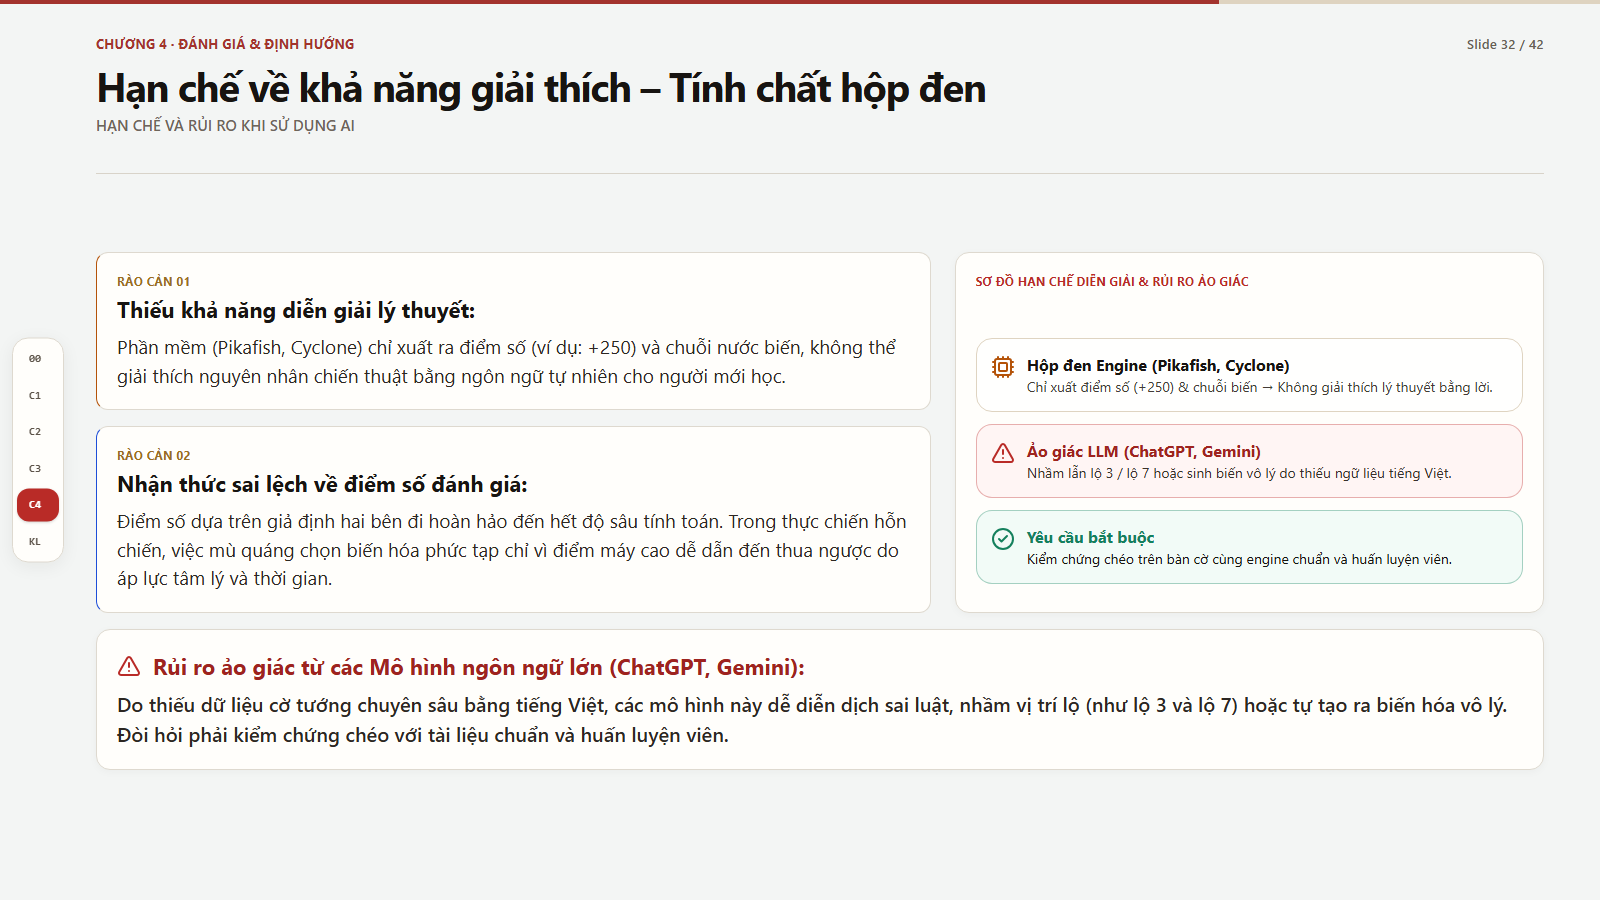 CHƯƠNG 4 · ĐÁNH GIÁ & ĐỊNH HƯỚNG
Slide 32 / 42
Hạn chế về khả năng giải thích – Tính chất hộp đen
HẠN CHẾ VÀ RỦI RO KHI SỬ DỤNG AI
00
C1
C2
C3
C4
KL
RÀO CẢN 01
Thiếu khả năng diễn giải lý thuyết:
Phần mềm (Pikafish, Cyclone) chỉ xuất ra điểm số (ví dụ: +250) và chuỗi nước biến, không thể
giải thích nguyên nhân chiến thuật bằng ngôn ngữ tự nhiên cho người mới học.
RÀO CẢN 02
Nhận thức sai lệch về điểm số đánh giá:
Điểm số dựa trên giả định hai bên đi hoàn hảo đến hết độ sâu tính toán. Trong thực chiến hỗn
chiến, việc mù quáng chọn biến hóa phức tạp chỉ vì điểm máy cao dễ dẫn đến thua ngược do
áp lực tâm lý và thời gian.
SƠ ĐỒ HẠN CHẾ DIỄN GIẢI & RỦI RO ẢO GIÁC
Hộp đen Engine (Pikafish, Cyclone)
Chỉ xuất điểm số (+250) & chuỗi biến → Không giải thích lý thuyết bằng lời.
Ảo giác LLM (ChatGPT, Gemini)
Nhầm lẫn lộ 3 / lộ 7 hoặc sinh biến vô lý do thiếu ngữ liệu tiếng Việt.
Yêu cầu bắt buộc
Kiểm chứng chéo trên bàn cờ cùng engine chuẩn và huấn luyện viên.
Rủi ro ảo giác từ các Mô hình ngôn ngữ lớn (ChatGPT, Gemini):
Do thiếu dữ liệu cờ tướng chuyên sâu bằng tiếng Việt, các mô hình này dễ diễn dịch sai luật, nhầm vị trí lộ (như lộ 3 và lộ 7) hoặc tự tạo ra biến hóa vô lý.
Đòi hỏi phải kiểm chứng chéo với tài liệu chuẩn và huấn luyện viên.